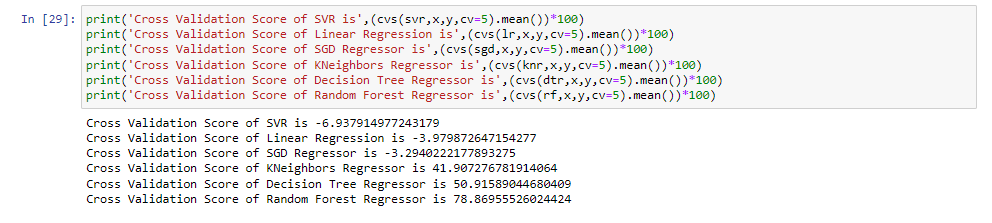 In [29]: print('Cross Validation Score of SVR is',(cvs(svr,x,y,cv=5).mean())*100)
print('Cross Validation Score of Linear Regression is',(cvs(lr,x,y,cv=5).mean())*100)
print('Cross Validation Score of SGD Regressor is',(cvs(sgd,x,y,cv=5).mean())*100)
print('Cross Validation Score of KNeighbors Regressor is',(cvs(knr,x,y,cv=5).mean())*100)
print('Cross Validation Score of Decision Tree Regressor is',(cvs(dtr,x,y,cv=5).mean())*100)
print('Cross Validation Score of Random Forest Regressor is',(cvs(rf,x,y,cv=5).mean())*100)
Cross Validation Score of SVR is -6.937914977243179
Cross Validation Score of Linear Regression is -3.979872647154277
Cross Validation Score of SGD Regressor is -3.2940222177893275
Cross Validation Score of KNeighbors Regressor is 41.907276781914064
Cross Validation Score of Decision Tree Regressor is 50.91589044680409
Cross Validation Score of Random Forest Regressor is 78.86955526024424